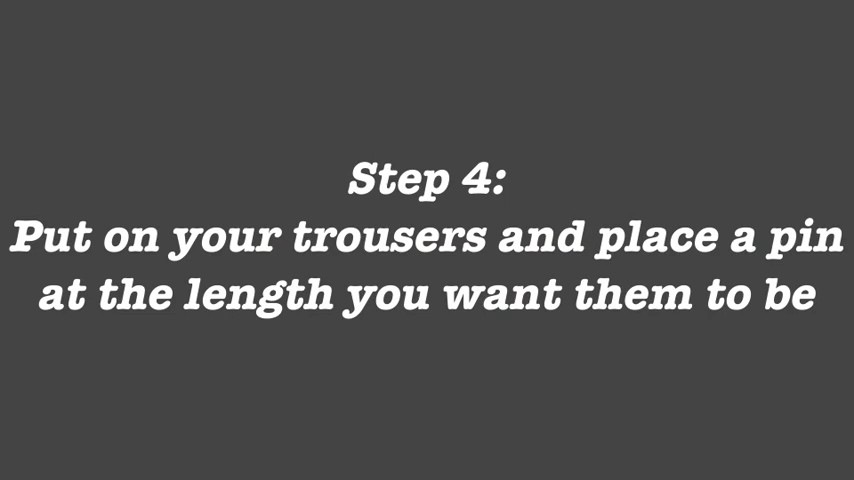 Step 4:
Put on your trousers and place a pin
at the length you want them to be